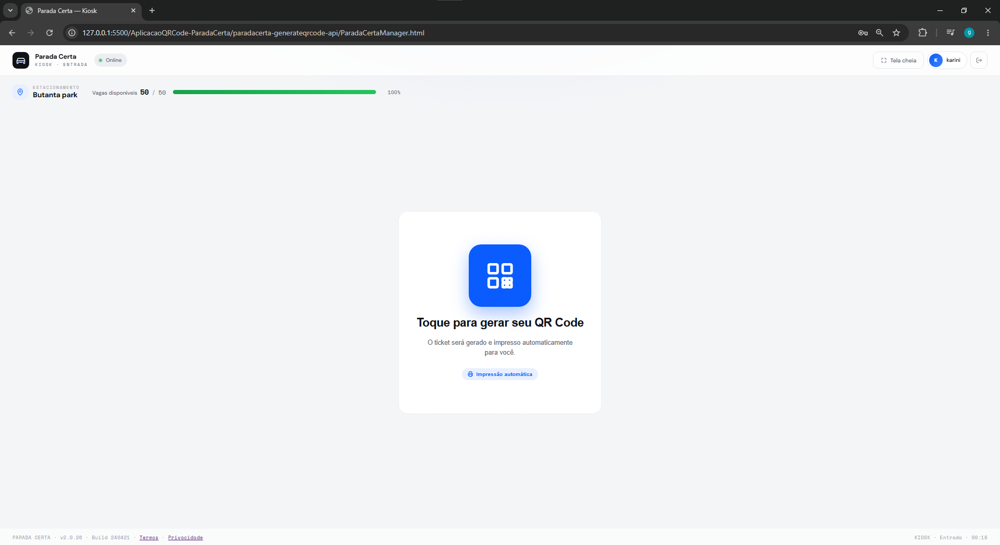 Parada Certa — Kiosk
127.0.0.1:5500/AplicacaoQRCode-ParadaCerta/paradacerta-generateqrcode-api/ParadaCertaManager.html
g
Parada Certa
KIOSK · ENTRADA
Online
Tela cheia
K
karini
ESTACIONAMENTO
Butanta park
Vagas disponíveis 50 / 50
100%
Toque para gerar seu QR Code
O ticket será gerado e impresso automaticamente
para você.
Impressão automática
PARADA CERTA · v2.0.26 · Build 240421 · Termos · Privacidade
KIOSK · Entrada · 00:18